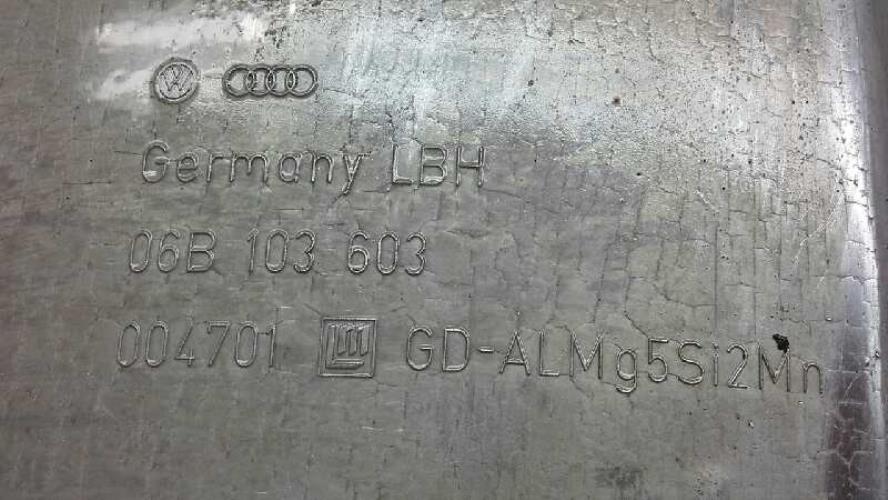 Germany LBH
06B 103 603
004701 GD-ALMg5Si2Mn